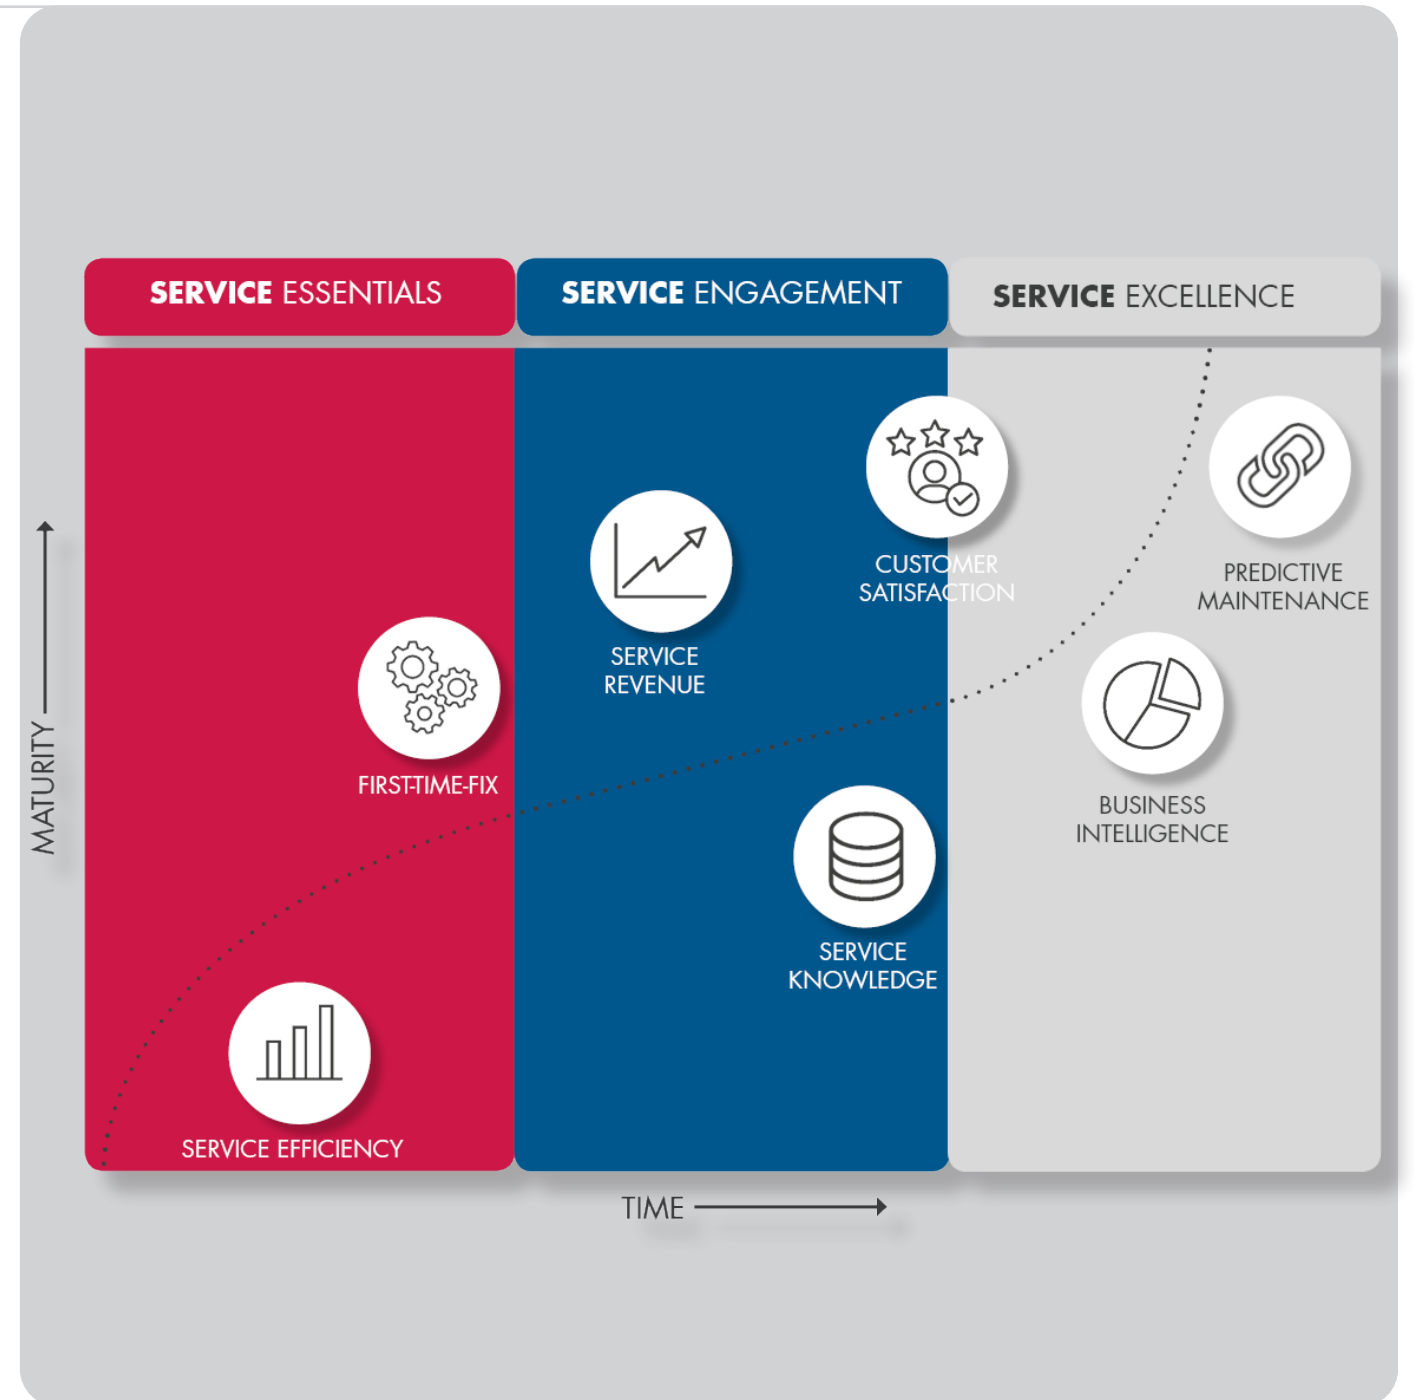 SERVICE ESSENTIALS
SERVICE ENGAGEMENT
SERVICE EXCELLENCE
CUSTOMER
SATISFACTION
PREDICTIVE
MAINTENANCE
SERVICE
REVENUE
FIRST-TIME-FIX
BUSINESS
INTELLIGENCE
SERVICE
KNOWLEDGE
SERVICE EFFICIENCY
MATURITY
TIME